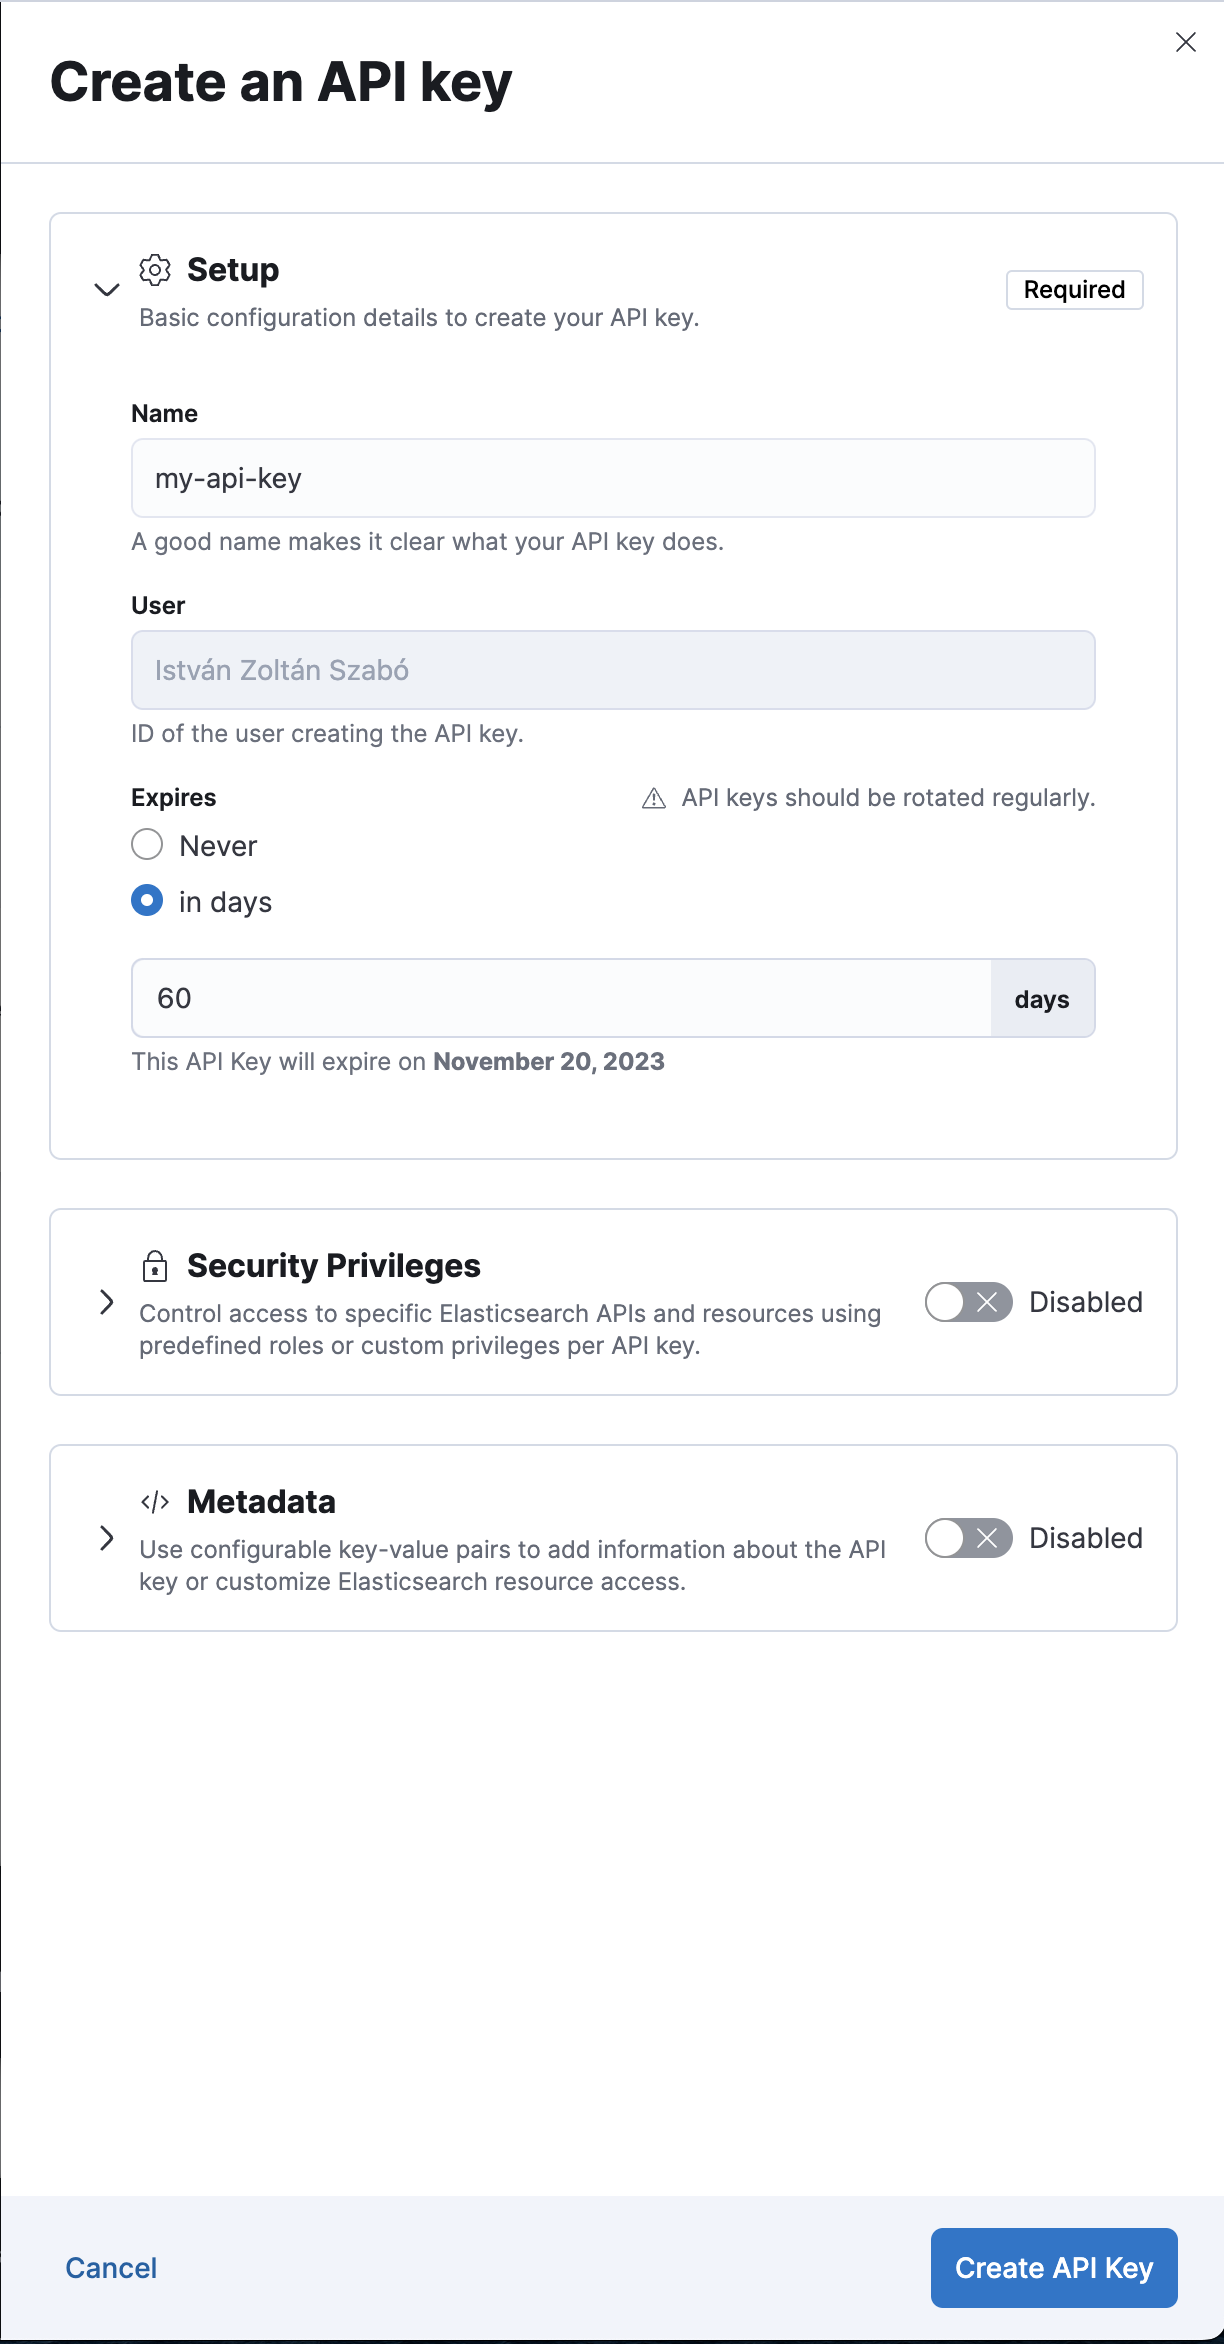 Create an API key
Setup
Required
Basic configuration details to create your API key.
Name
my-api-key
A good name makes it clear what your API key does.
User
István Zoltán Szabó
ID of the user creating the API key.
Expires
API keys should be rotated regularly.
Never
in days
60
days
This API Key will expire on November 20, 2023
Security Privileges
Control access to specific Elasticsearch APIs and resources using
predefined roles or custom privileges per API key.
Disabled
Metadata
Use configurable key-value pairs to add information about the API
key or customize Elasticsearch resource access.
Disabled
Cancel
Create API Key